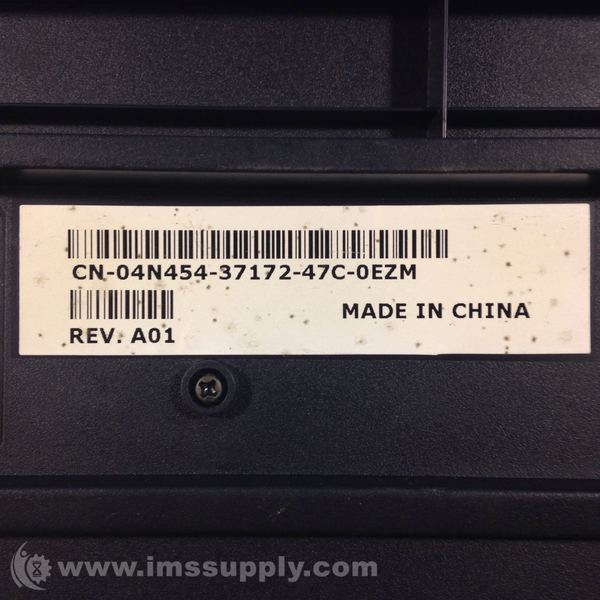 CN-04N454-37172-47C-0EZM
MADE IN CHINA
REV. A01
www.imssupply.com